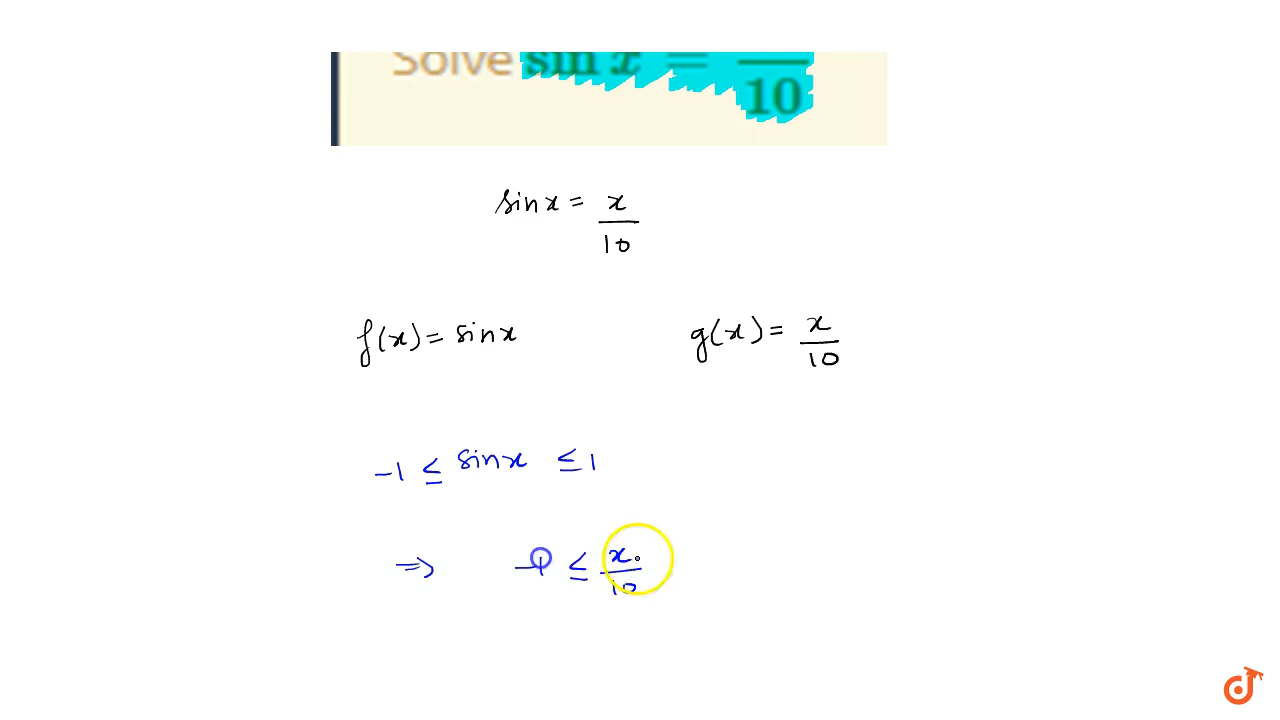 Solve sin x = 10
sin x = x/10
f(x) = sin x g(x) = x/10
-1 ≤ sin x ≤ 1
⇒ -1 ≤ x/10